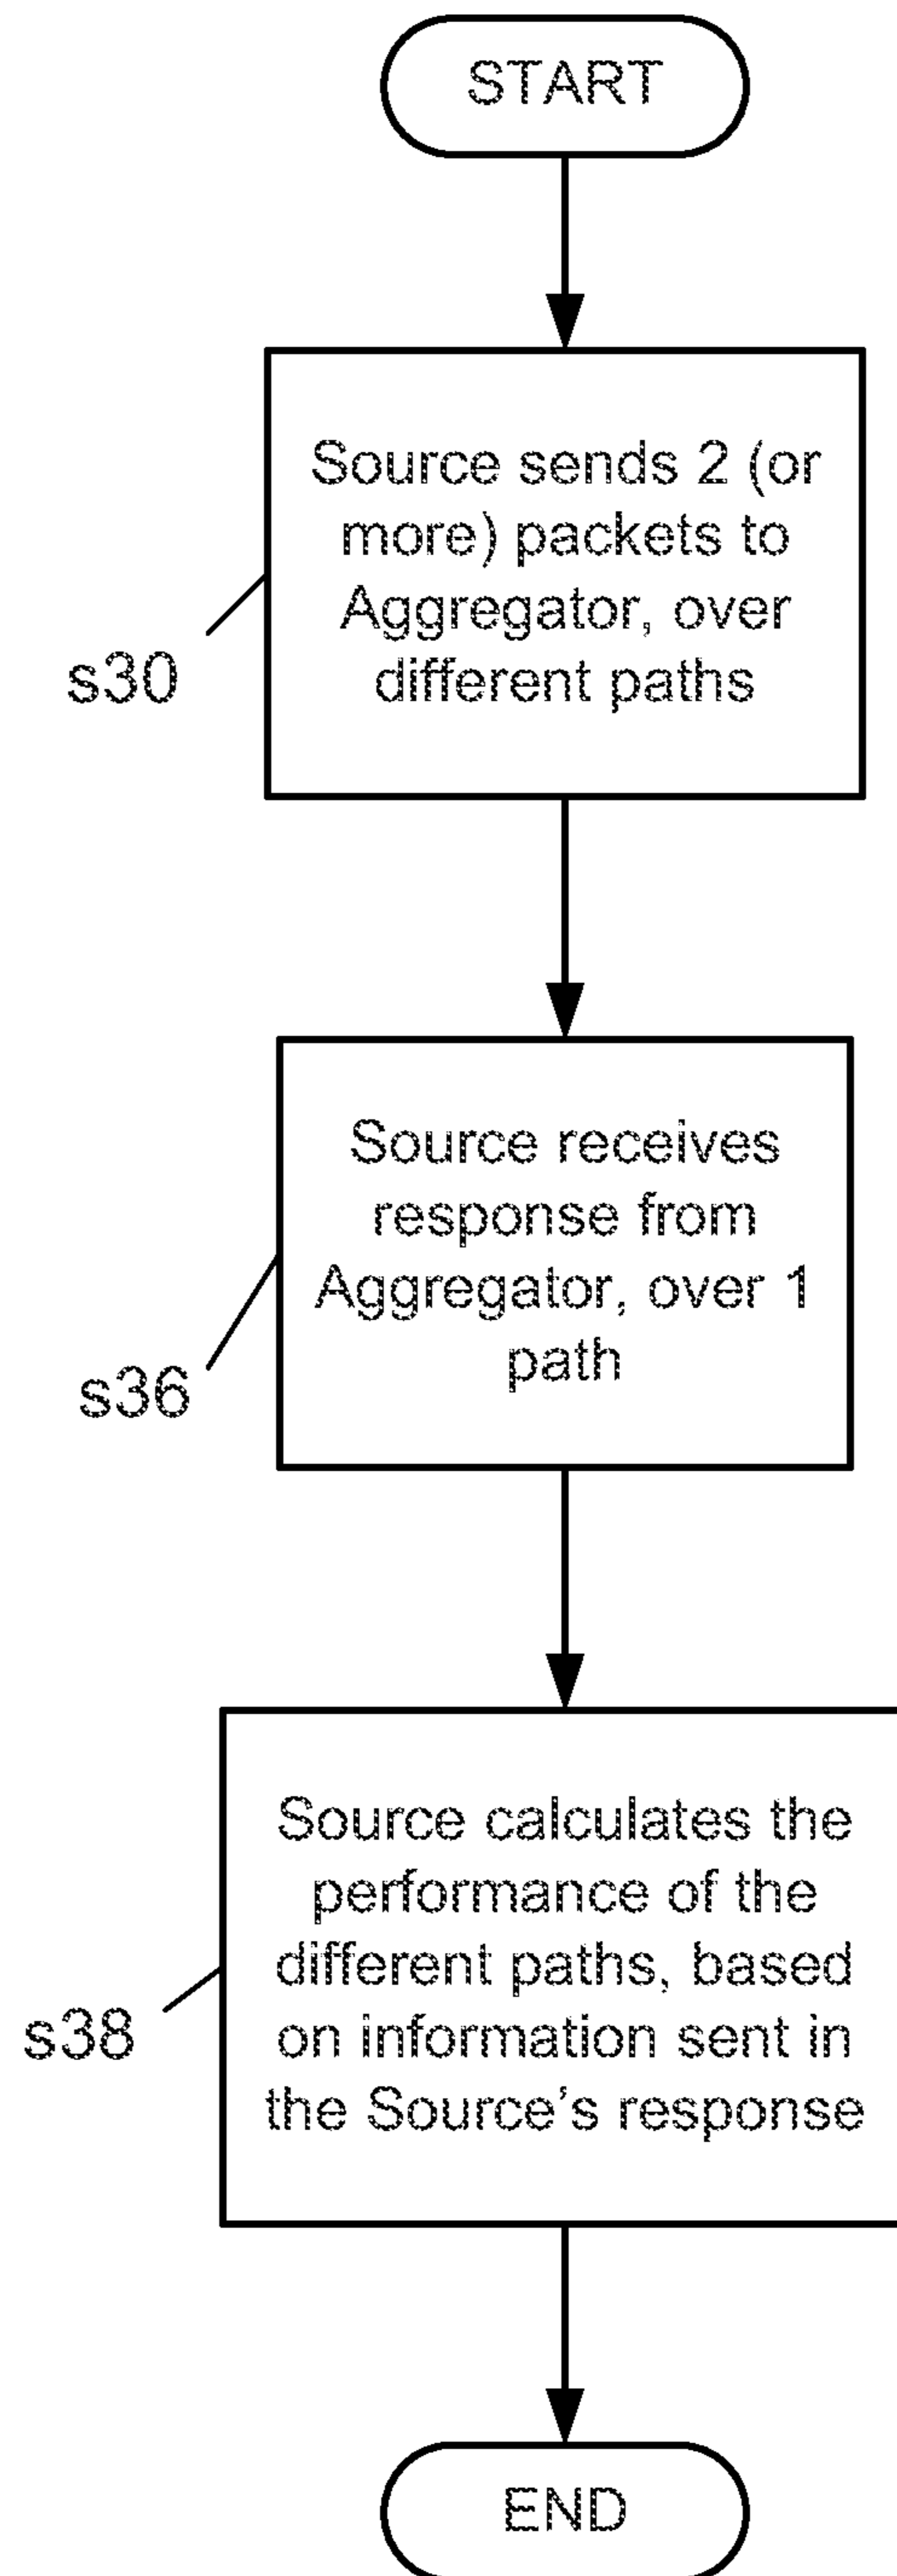 START
Source sends 2 (or
more) packets to
Aggregator, over
different paths
s30
Source receives
response from
Aggregator, over 1
path
s36
Source calculates the
performance of the
different paths, based
on information sent in
the Source's response
s38
END